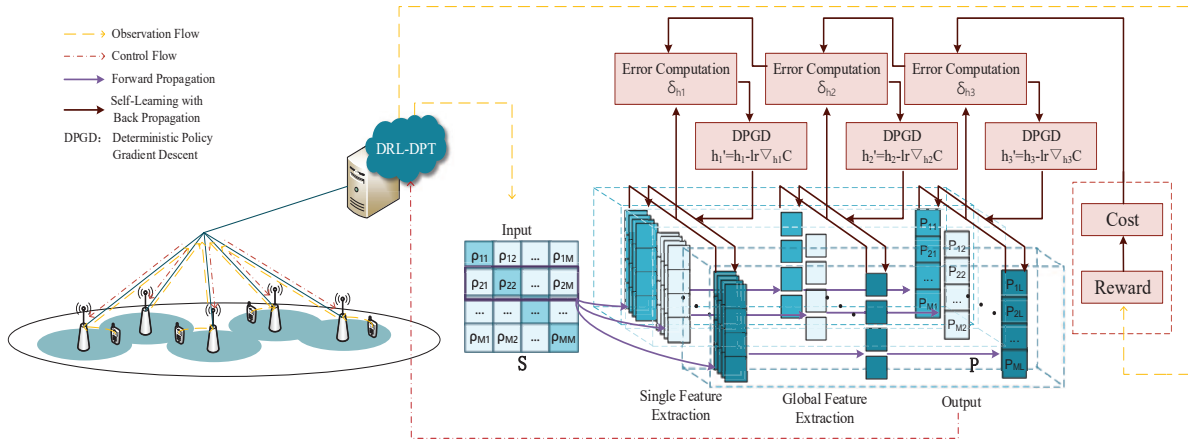 Observation Flow
Control Flow
Forward Propagation
Self-Learning with
Back Propagation
DPGD: Deterministic Policy
Gradient Descent
DRL-DPT
Error Computation
δh1
Error Computation
δh2
Error Computation
δh3
DPGD
h1'=h1-lr▽h1C
DPGD
h2'=h2-lr▽h2C
DPGD
h3'=h3-lr▽h3C
Cost
Reward
Input
ρ11 ρ12 ... ρ1M
ρ21 ρ22 ... ρ2M
... ... ... ...
ρM1 ρM2 ... ρMM
S
P11
P21
...
PM1
P12
P22
...
PM2
P1L
P2L
...
PML
P
Single Feature
Extraction
Global Feature
Extraction
Output